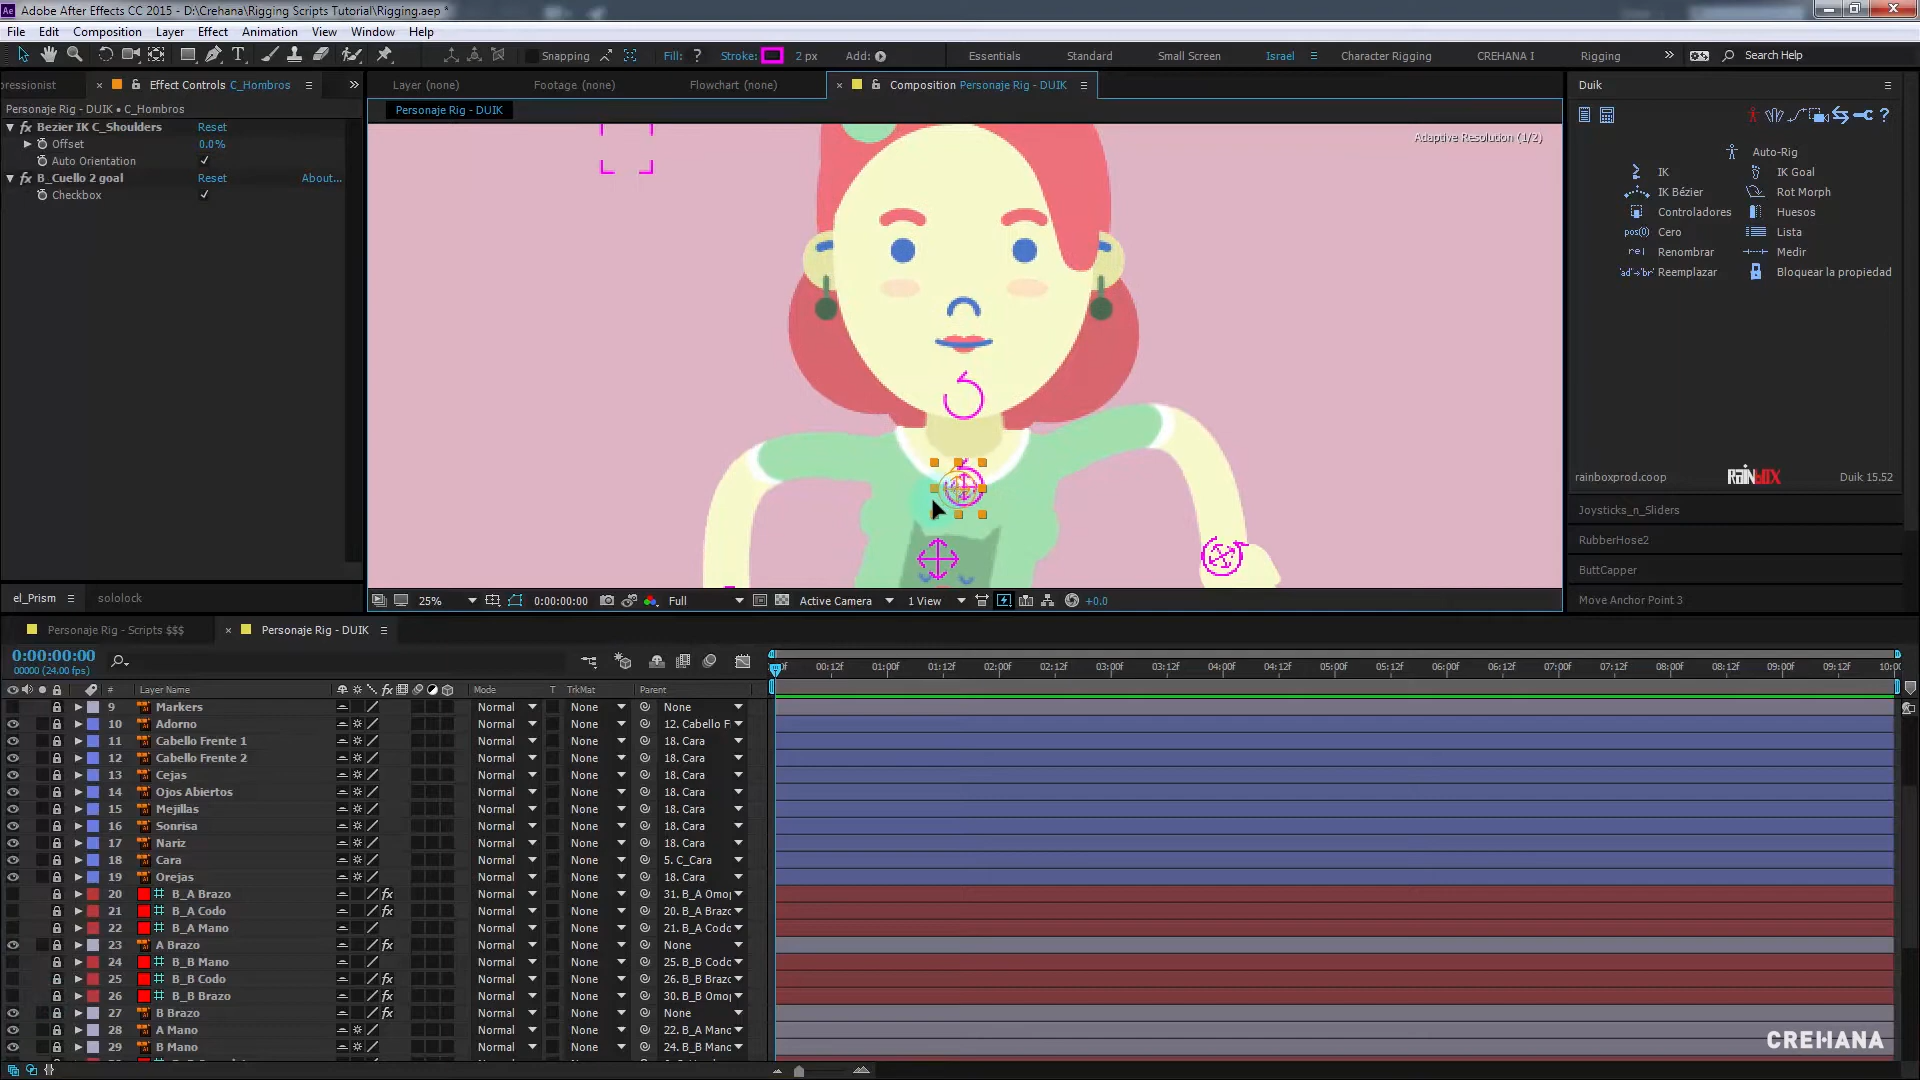 Adobe After Effects CC 2015 - D:\Crehana\Rigging Scripts Tutorial\Rigging.aep *
File Edit Composition Layer Effect Animation View Window Help
Snapping Fill: ? Stroke: 2 px Add: Essentials Standard Small Screen Israel Character Rigging CREHANA I Rigging Search Help
ressionist Effect Controls C_Hombros Layer (none) Footage (none) Flowchart (none) Composition Personaje Rig - DUIK Duik
Personaje Rig - DUIK • C_Hombros Personaje Rig - DUIK
fx Bezier IK C_Shoulders Reset
Offset 0.0%
Auto Orientation
fx B_Cuello 2 goal Reset About...
Checkbox
Adaptive Resolution (1/2)
Auto-Rig
IK IK Goal
IK Bézier Rot Morph
Controladores Huesos
pos(0) Cero Lista
rel Renombrar Medir
'ad'→'br' Reemplazar Bloquear la propiedad
rainboxprod.coop RAINBOX Duik 15.52
Joysticks_n_Sliders
RubberHose2
ButtCapper
Move Anchor Point 3
el_Prism sololock
25% 0:00:00:00 Full Active Camera 1 View +0.0
Personaje Rig - Scripts $$$ Personaje Rig - DUIK
0:00:00:00
00000 (24.00 fps)
00:12f 01:00f 01:12f 02:00f 02:12f 03:00f 03:12f 04:00f 04:12f 05:00f 05:12f 06:00f 06:12f 07:00f 07:12f 08:00f 08:12f 09:00f 09:12f 10:00
# Layer Name Mode T TrkMat Parent
9 Markers Normal None None
10 Adorno Normal None 12. Cabello F
11 Cabello Frente 1 Normal None 18. Cara
12 Cabello Frente 2 Normal None 18. Cara
13 Cejas Normal None 18. Cara
14 Ojos Abiertos Normal None 18. Cara
15 Mejillas Normal None 18. Cara
16 Sonrisa Normal None 18. Cara
17 Nariz Normal None 18. Cara
18 Cara Normal None 5. C_Cara
19 Orejas Normal None 18. Cara
20 B_A Brazo fx Normal None 31. B_A Omo
21 B_A Codo fx Normal None 20. B_A Brazo
22 B_A Mano Normal None 21. B_A Codo
23 A Brazo fx Normal None None
24 B_B Mano Normal None 25. B_B Codo
25 B_B Codo fx Normal None 26. B_B Brazo
26 B_B Brazo fx Normal None 30. B_B Omo
27 B Brazo fx Normal None None
28 A Mano Normal None 22. B_A Mano
29 B Mano Normal None 24. B_B Mano
CREHANA